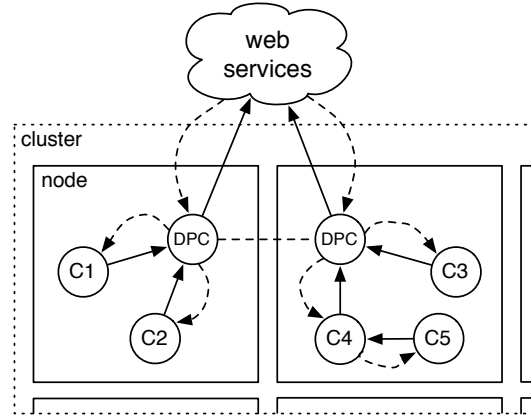 web
services
cluster
node
DPC
DPC
C1
C3
C2
C4
C5